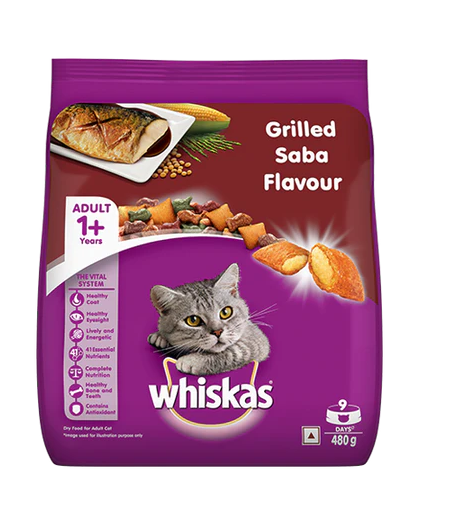 Grilled
Saba
Flavour
ADULT
1+
Years
THE VITAL
SYSTEM
Healthy
Coat
Healthy
Eyesight
Lively and
Energetic
41
41 Essential
Nutrients
Complete
Nutrition
Healthy
Bone and
Teeth
Contains
Antioxidant
whiskas
Dry Food for Adult Cat
*Image used for illustration purpose only
9
DAYS
480g